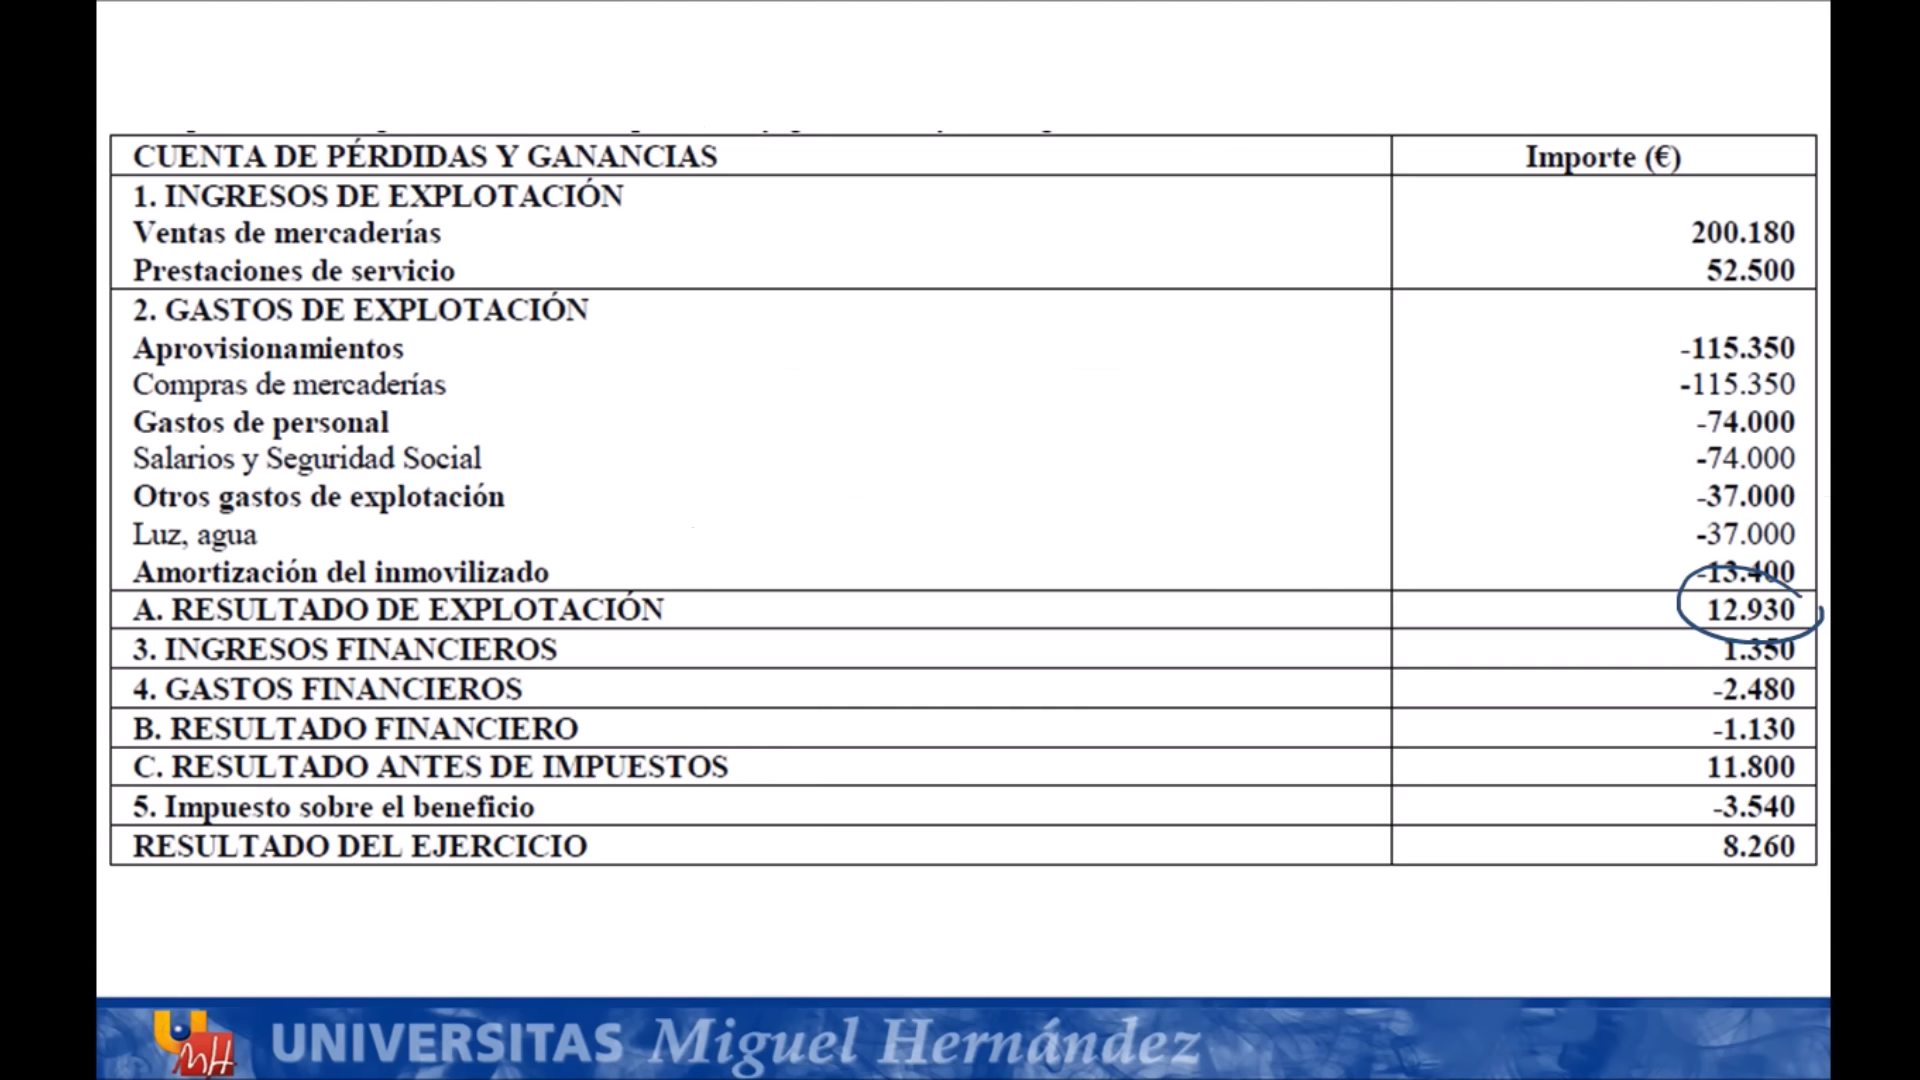 CUENTA DE PÉRDIDAS Y GANANCIAS Importe (€)
1. INGRESOS DE EXPLOTACIÓN
Ventas de mercaderías 200.180
Prestaciones de servicio 52.500
2. GASTOS DE EXPLOTACIÓN
Aprovisionamientos -115.350
Compras de mercaderías -115.350
Gastos de personal -74.000
Salarios y Seguridad Social -74.000
Otros gastos de explotación -37.000
Luz, agua -37.000
Amortización del inmovilizado -13.400
A. RESULTADO DE EXPLOTACIÓN 12.930
3. INGRESOS FINANCIEROS 1.350
4. GASTOS FINANCIEROS -2.480
B. RESULTADO FINANCIERO -1.130
C. RESULTADO ANTES DE IMPUESTOS 11.800
5. Impuesto sobre el beneficio -3.540
RESULTADO DEL EJERCICIO 8.260
UNIVERSITAS Miguel Hernández